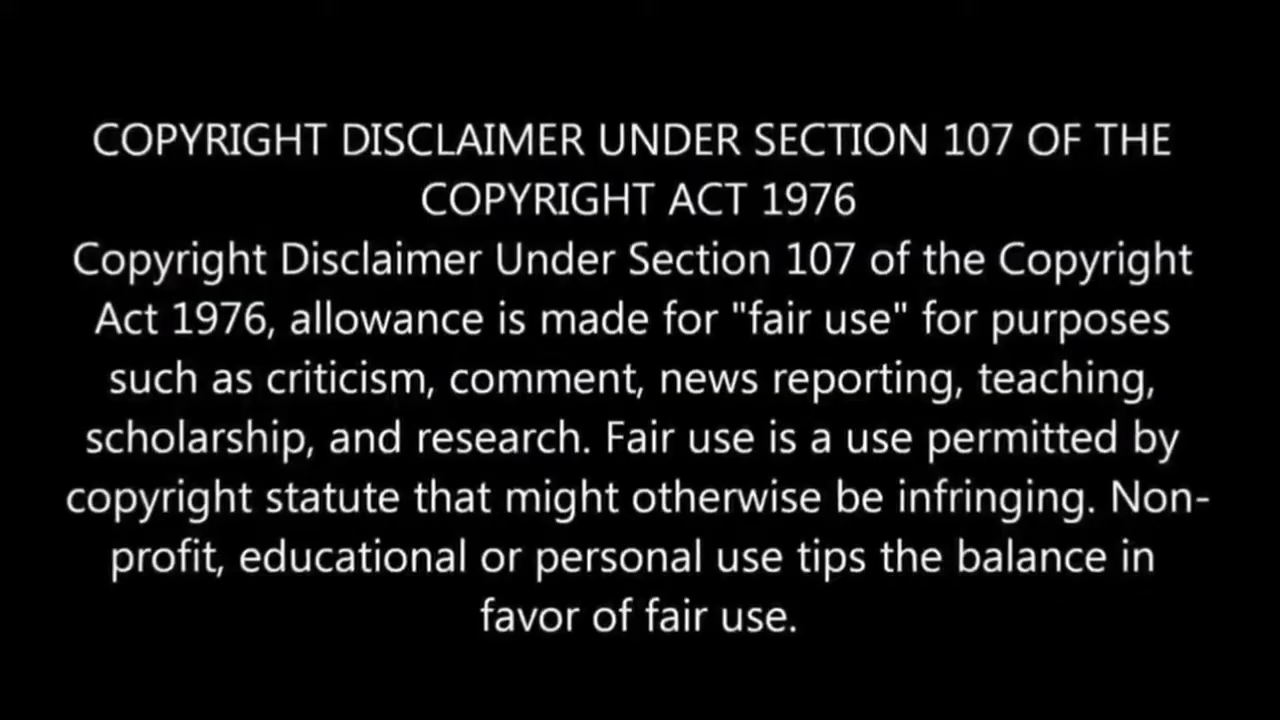 COPYRIGHT DISCLAIMER UNDER SECTION 107 OF THE
COPYRIGHT ACT 1976
Copyright Disclaimer Under Section 107 of the Copyright
Act 1976, allowance is made for "fair use" for purposes
such as criticism, comment, news reporting, teaching,
scholarship, and research. Fair use is a use permitted by
copyright statute that might otherwise be infringing. Non-
profit, educational or personal use tips the balance in
favor of fair use.